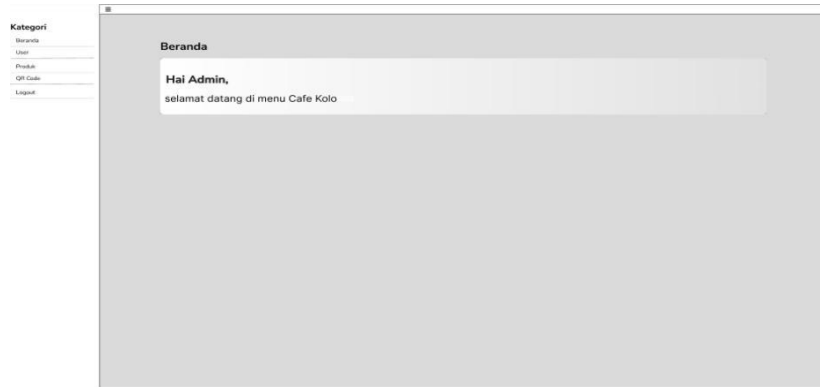 Kategori
Beranda
User
Produk
QR Code
Logout
Beranda
Hai Admin,
selamat datang di menu Cafe Kolo